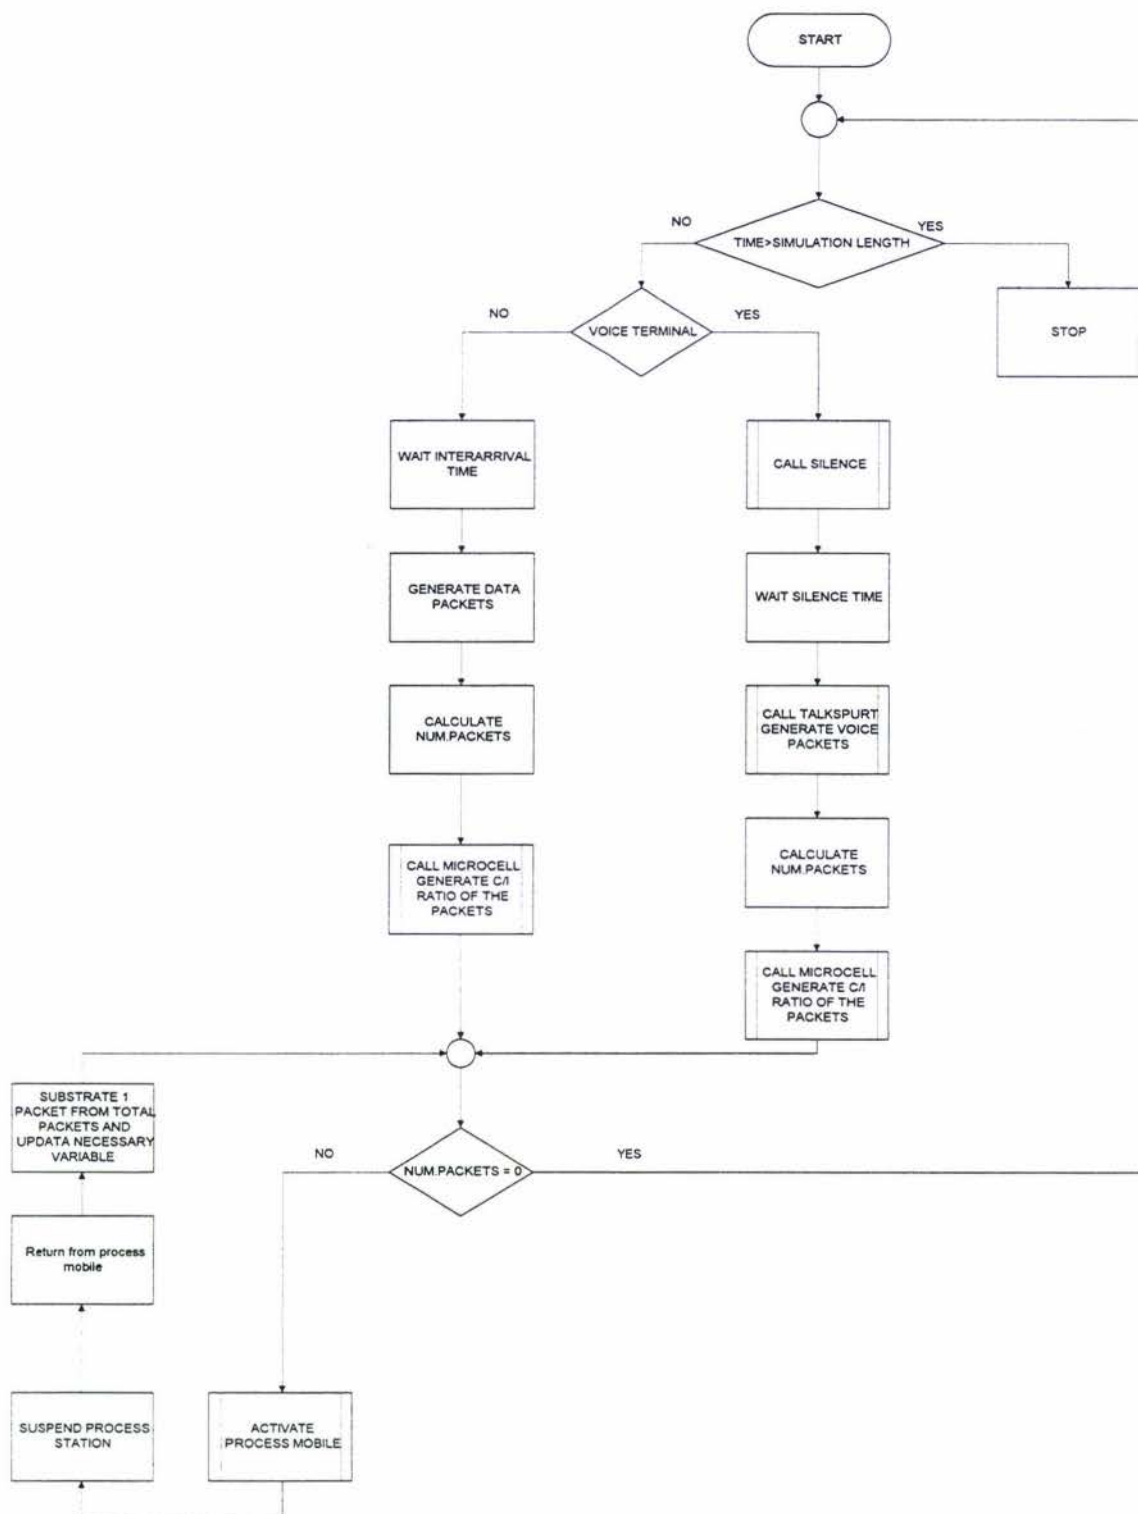 START
NO
YES
TIME>SIMULATION LENGTH
NO
YES
VOICE TERMINAL
STOP
WAIT INTERARRIVAL
TIME
CALL SILENCE
GENERATE DATA
PACKETS
WAIT SILENCE TIME
CALCULATE
NUM.PACKETS
CALL TALKSPURT
GENERATE VOICE
PACKETS
CALL MICROCELL
GENERATE C/I
RATIO OF THE
PACKETS
CALCULATE
NUM.PACKETS
CALL MICROCELL
GENERATE C/I
RATIO OF THE
PACKETS
SUBSTRATE 1
PACKET FROM TOTAL
PACKETS AND
UPDATA NECESSARY
VARIABLE
NO
YES
NUM.PACKETS = 0
Return from process
mobile
SUSPEND PROCESS
STATION
ACTIVATE
PROCESS MOBILE